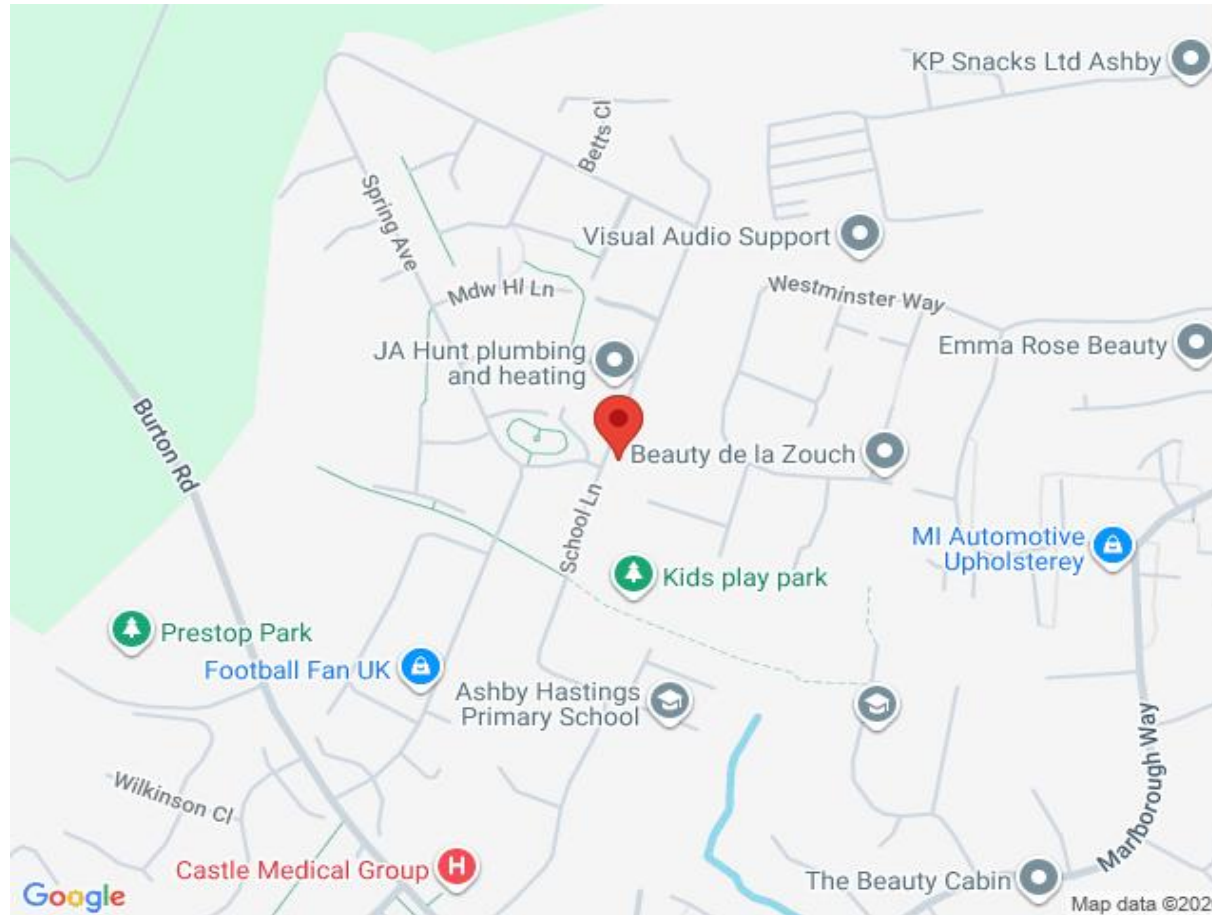 KP Snacks Ltd Ashby
Betts Cl
Spring Ave
Visual Audio Support
Mdw Hl Ln
Westminster Way
JA Hunt plumbing
and heating
Emma Rose Beauty
Burton Rd
Beauty de la Zouch
School Ln
MI Automotive
Upholsterey
Kids play park
Prestop Park
Football Fan UK
Ashby Hastings
Primary School
Marlborough Way
Wilkinson Cl
Castle Medical Group
H
The Beauty Cabin
Google
Map data ©202